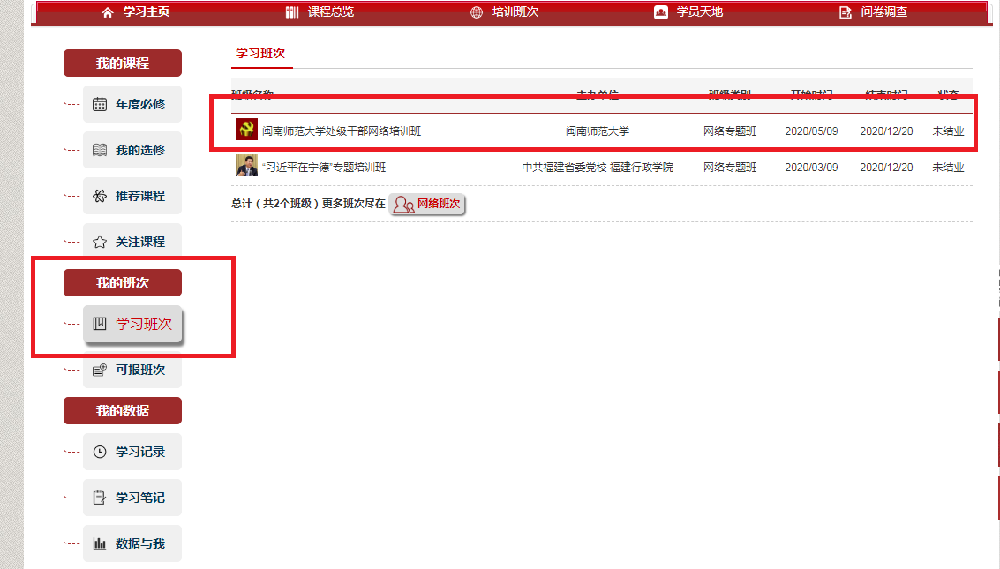 学习主页 课程总览 培训班次 学员天地 问卷调查
学习班次
我的课程
年度必修
我的选修
推荐课程
关注课程
我的班次
学习班次
可报班次
我的数据
学习记录
学习笔记
数据与我
班级名称 主办单位 班级类别 开始时间 结束时间 状态
闽南师范大学处级干部网络培训班 闽南师范大学 网络专题班 2020/05/09 2020/12/20 未结业
“习近平在宁德”专题培训班 中共福建省委党校 福建行政学院 网络专题班 2020/03/09 2020/12/20 未结业
总计（共2个班级）更多班次尽在 网络班次